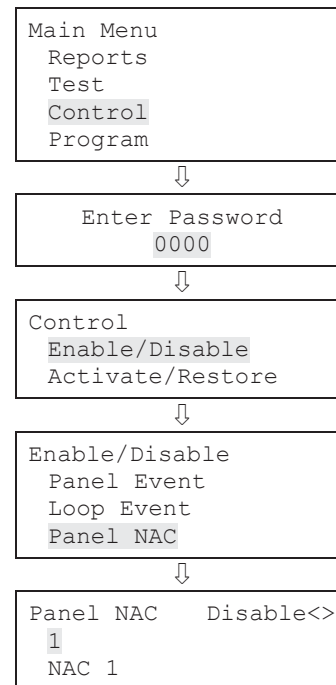 Main Menu
Reports
Test
Control
Program
⇩
Enter Password
0000
⇩
Control
Enable/Disable
Activate/Restore
⇩
Enable/Disable
Panel Event
Loop Event
Panel NAC
⇩
Panel NAC Disable<>
1
NAC 1